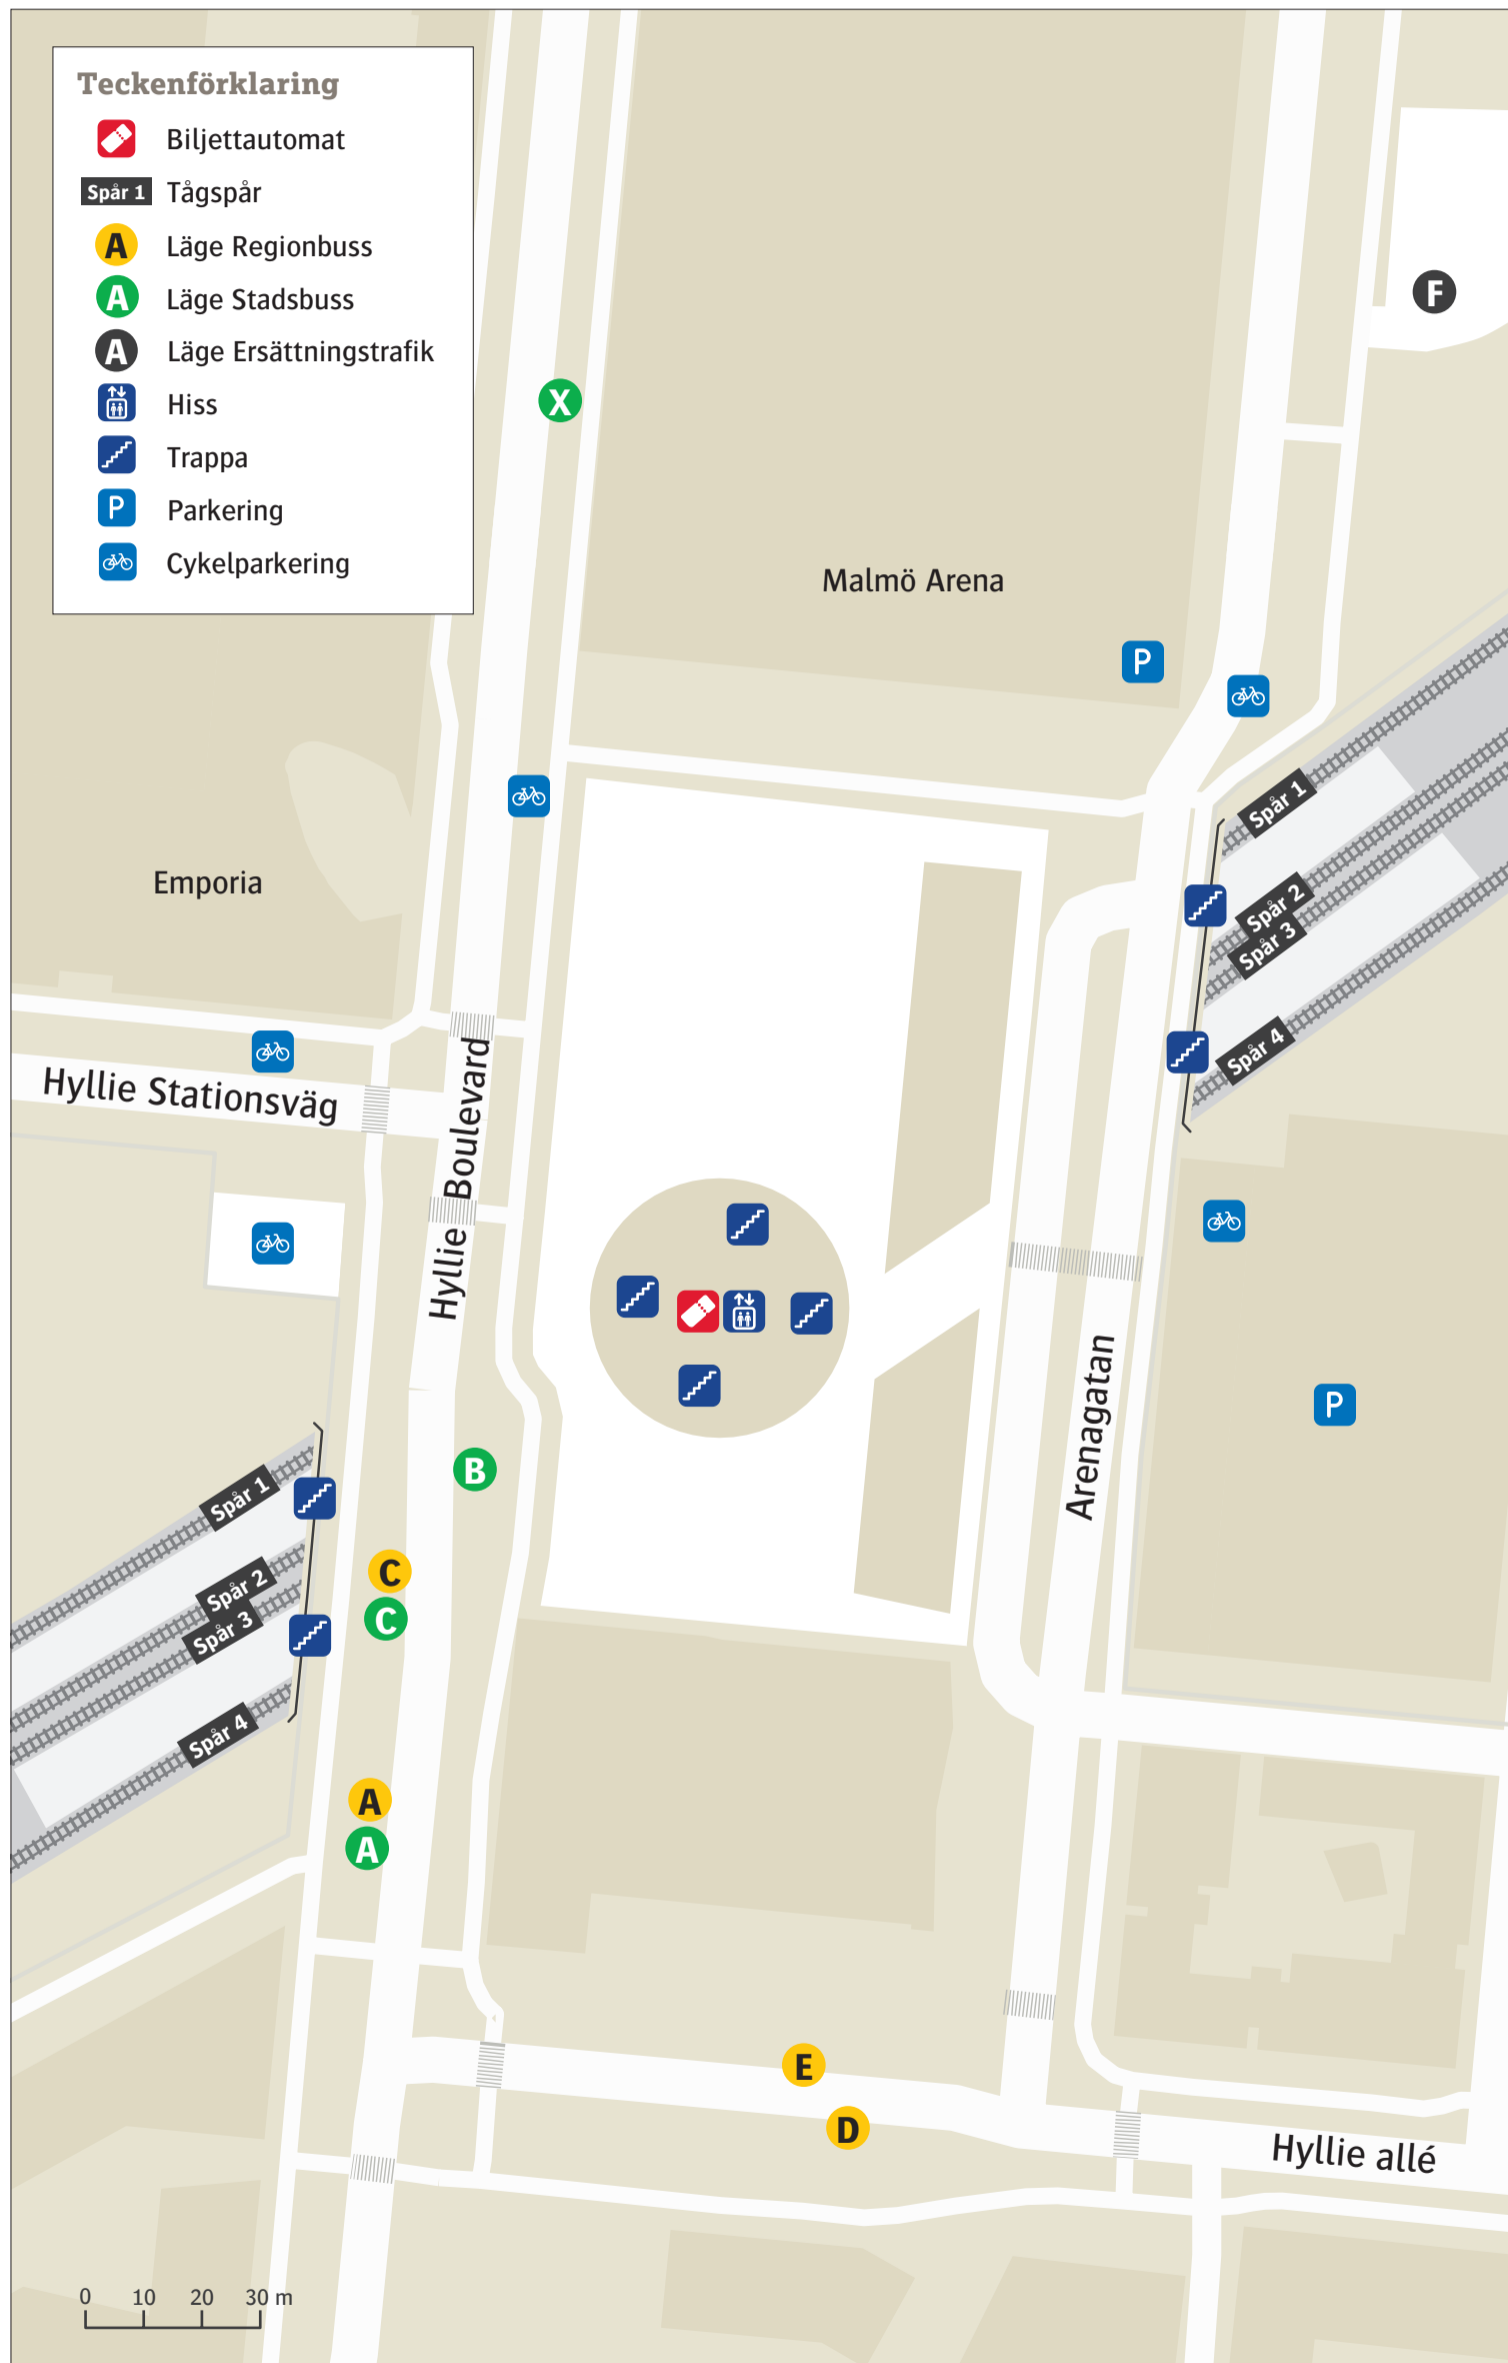 Teckenförklaring
Biljettautomat
Spår 1 Tågspår
A Läge Regionbuss
A Läge Stadsbuss
A Läge Ersättningstrafik
Hiss
Trappa
P Parkering
Cykelparkering
F
X
Malmö Arena
P
Spår 1
Emporia
Spår 2
Spår 3
Spår 4
Hyllie Stationsväg
Hyllie Boulevard
Arenagatan
P
B
Spår 1
C
Spår 2
C
Spår 3
Spår 4
A
A
E
D
Hyllie allé
0 10 20 30 m